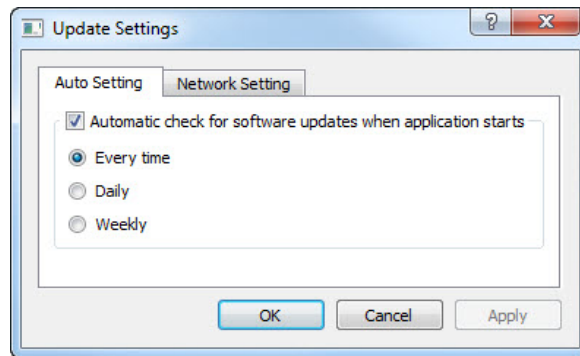 Update Settings
?
Auto Setting
Network Setting
Automatic check for software updates when application starts
Every time
Daily
Weekly
OK
Cancel
Apply